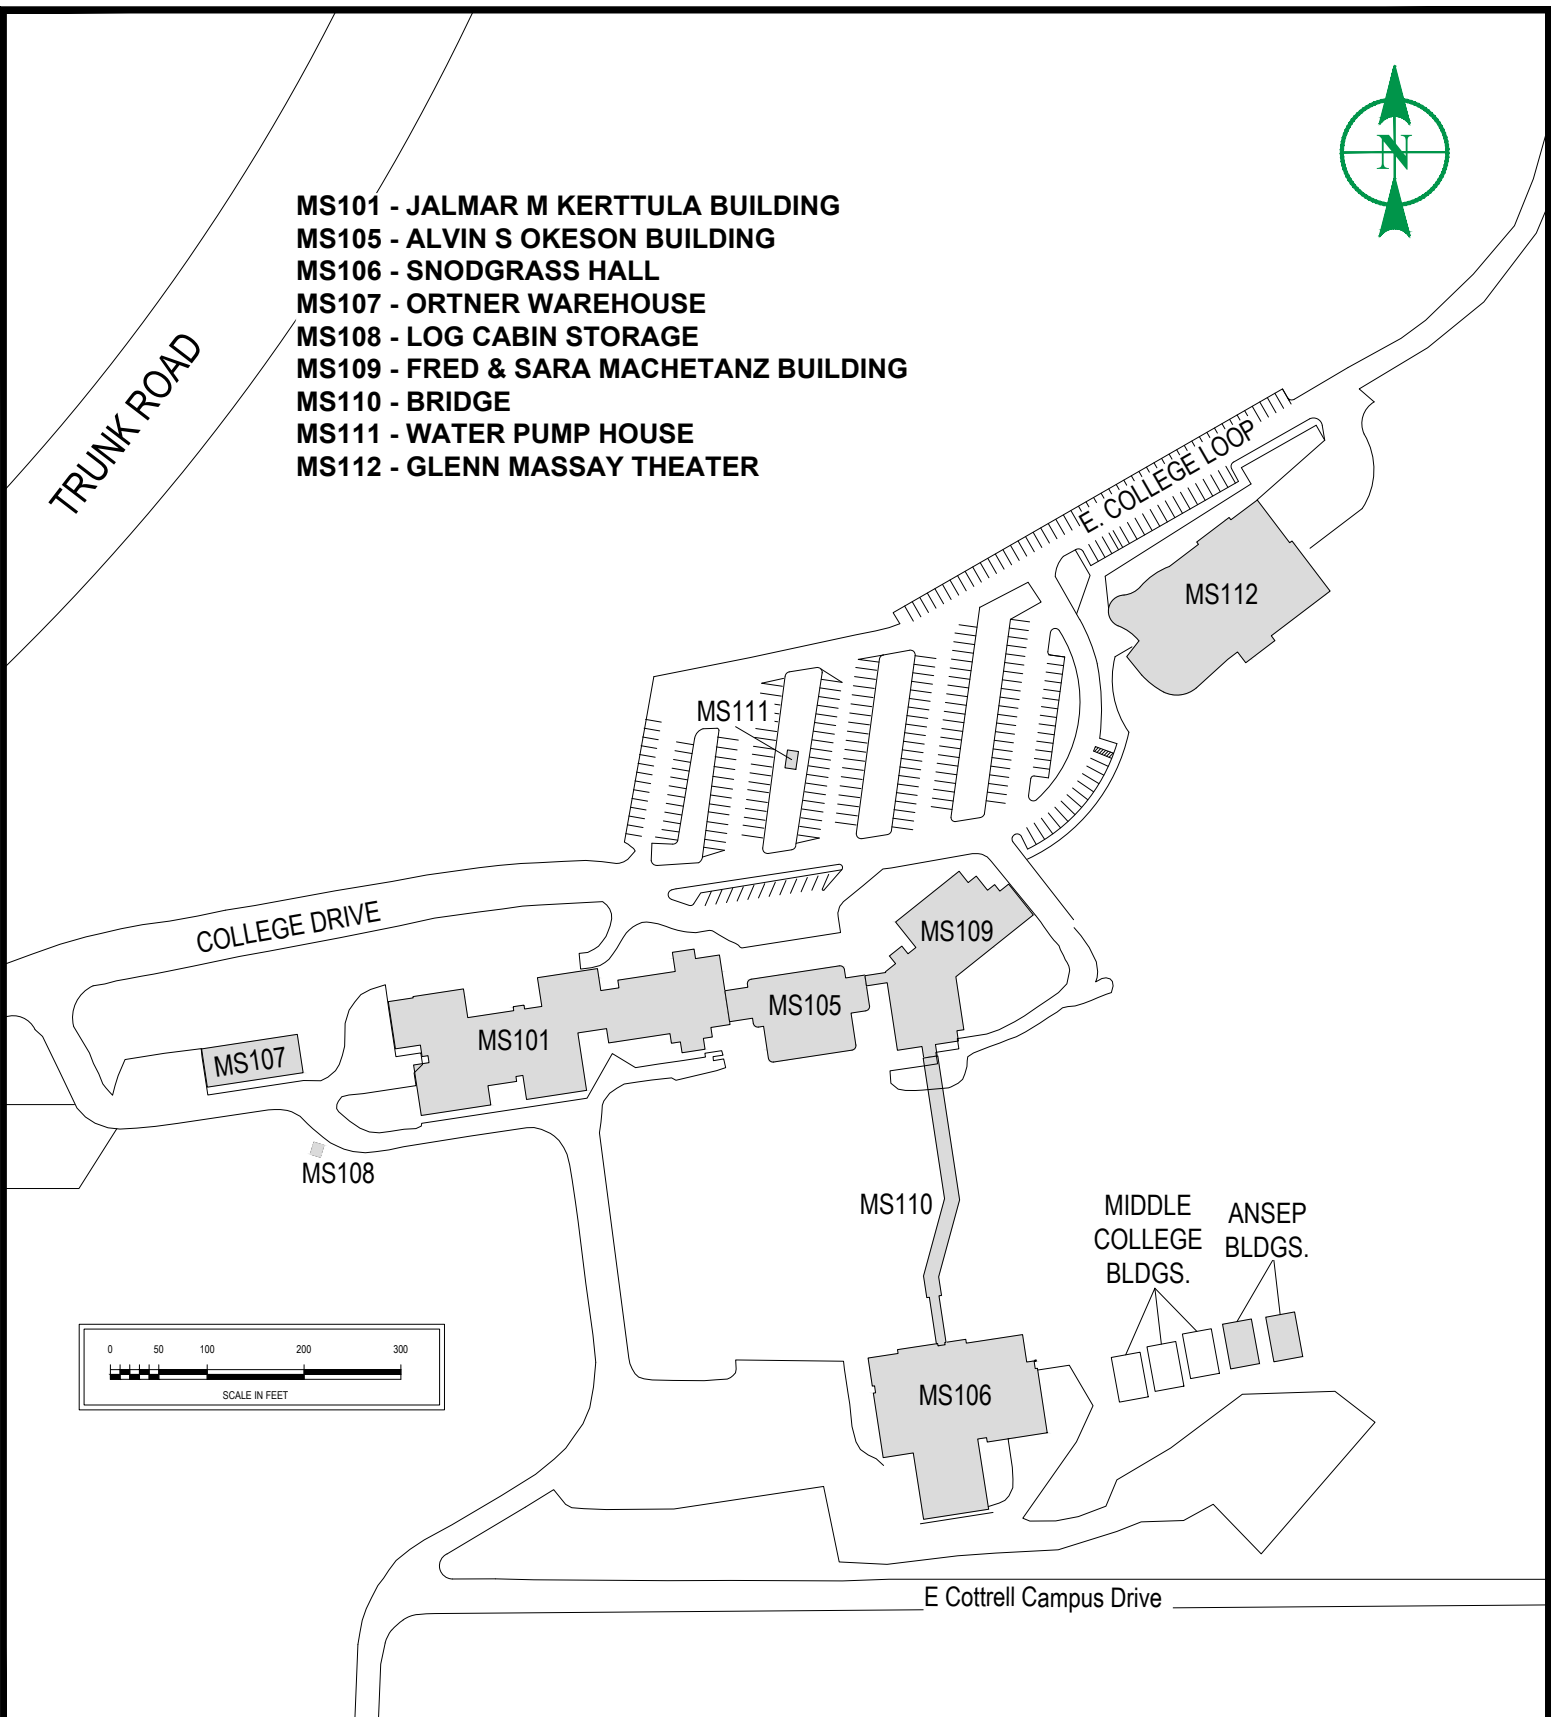 N
MS101 - JALMAR M KERTTULA BUILDING
MS105 - ALVIN S OKESON BUILDING
MS106 - SNODGRASS HALL
MS107 - ORTNER WAREHOUSE
MS108 - LOG CABIN STORAGE
MS109 - FRED & SARA MACHETANZ BUILDING
MS110 - BRIDGE
MS111 - WATER PUMP HOUSE
MS112 - GLENN MASSAY THEATER
TRUNK ROAD
E. COLLEGE LOOP
MS112
MS111
COLLEGE DRIVE
MS109
MS105
MS101
MS107
MS108
MS110
MIDDLE
COLLEGE
BLDGS.
ANSEP
BLDGS.
0 50 100 200 300
SCALE IN FEET
MS106
E Cottrell Campus Drive